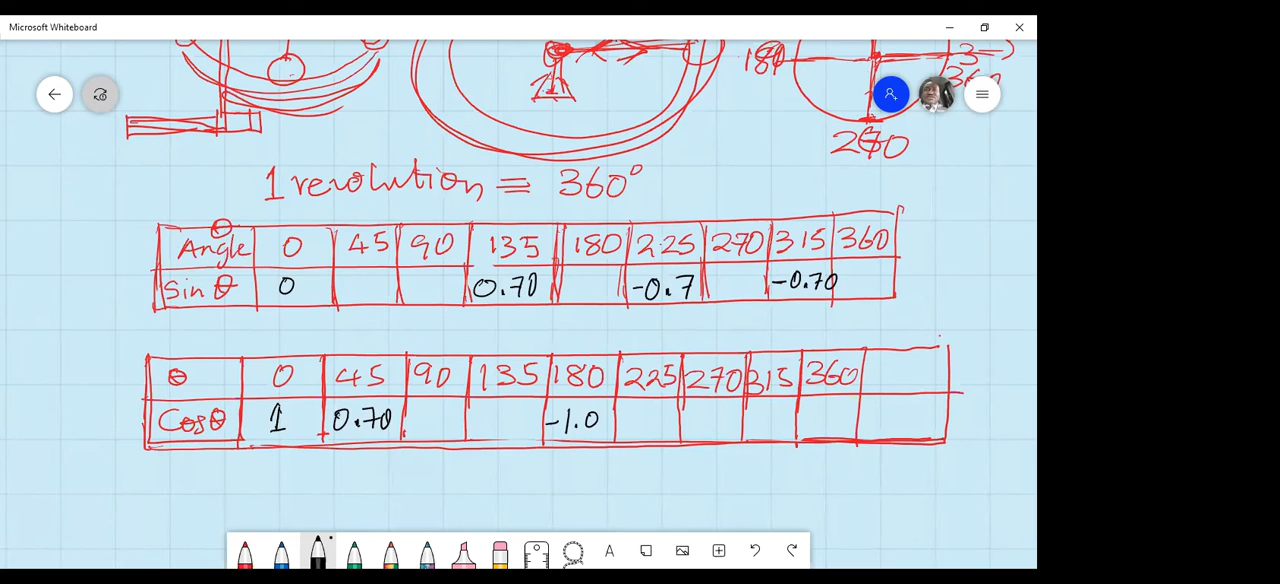 Microsoft Whiteboard
180
360
1 revolution = 360°
θ
Angle 0 45 90 135 180 225 270 315 360
Sin θ 0 0.70 -0.7 -0.70
θ 0 45 90 135 180 225 270 315 360
Cosθ 1 0.70 -1.0
A